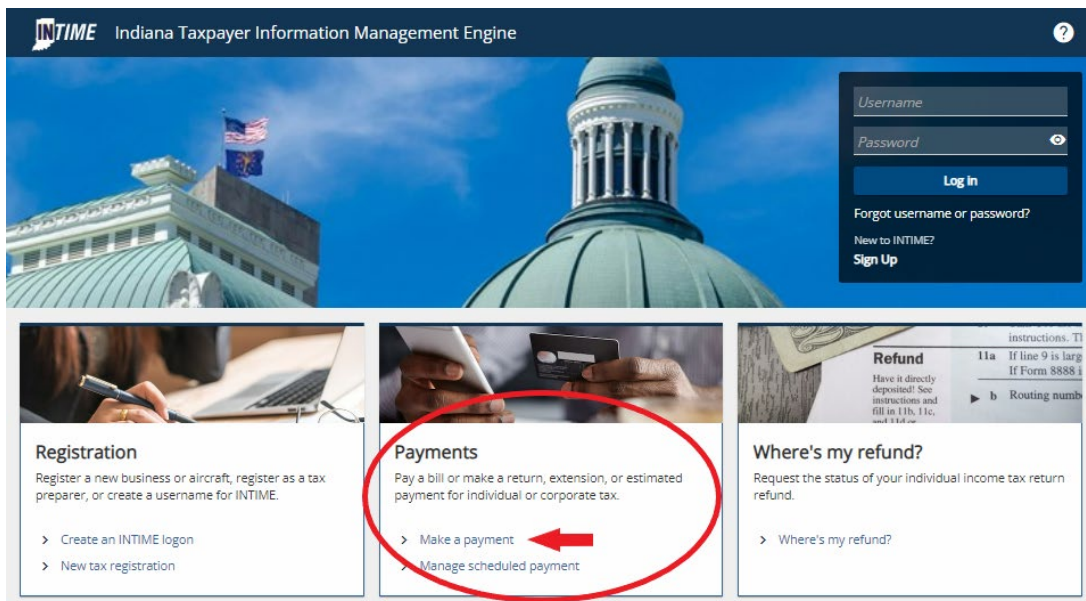 INTIME Indiana Taxpayer Information Management Engine ?
Username
Password
Log in
Forgot username or password?
New to INTIME?
Sign Up
Registration
Register a new business or aircraft, register as a tax
preparer, or create a username for INTIME.
> Create an INTIME logon
> New tax registration
Payments
Pay a bill or make a return, extension, or estimated
payment for individual or corporate tax.
> Make a payment
> Manage scheduled payment
Refund
Have it directly
deposited! See
instructions and
fill in 11b, 11c,
and 11d or
instructions.
11a If line 9 is larg
If Form 8888 i
b Routing numb
Where's my refund?
Request the status of your individual income tax return
refund.
> Where's my refund?